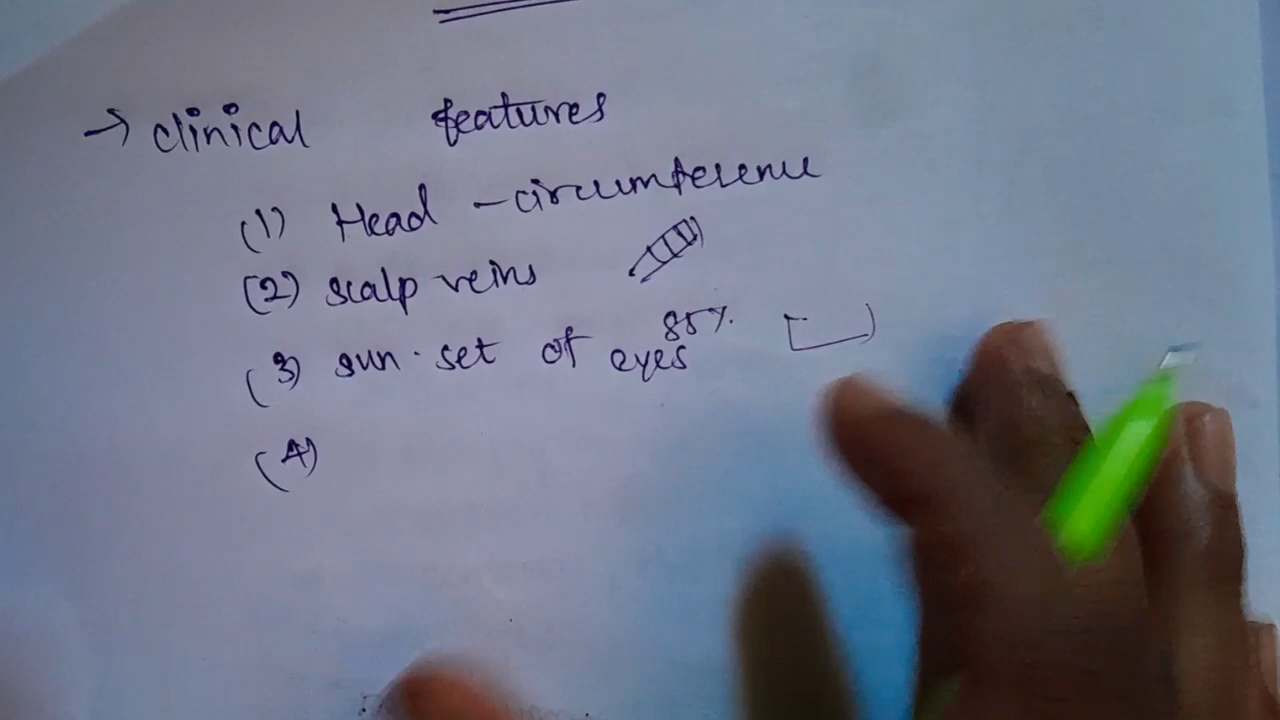 → clinical features
(1) Head - circumference
(2) scalp veins
(3) sun-set of eyes 85%
(4)